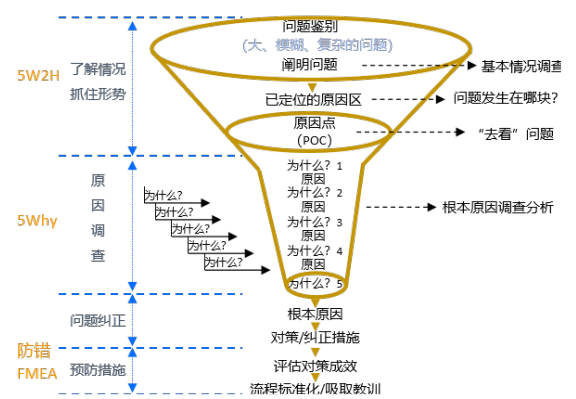 问题鉴别
(大、模糊、复杂的问题)
阐明问题
基本情况调查
已定位的原因区
问题发生在哪块?
原因点
(POC)
“去看”问题
5W2H
了解情况
抓住形势
为什么? 1
原因
为什么? 2
原因
为什么? 3
原因
为什么? 4
原因
为什么? 5
根本原因调查分析
5Why
原
因
调
查
为什么?
为什么?
为什么?
为什么?
为什么?
根本原因
问题纠正
对策/纠正措施
防错
FMEA
预防措施
评估对策成效
流程标准化/吸取教训